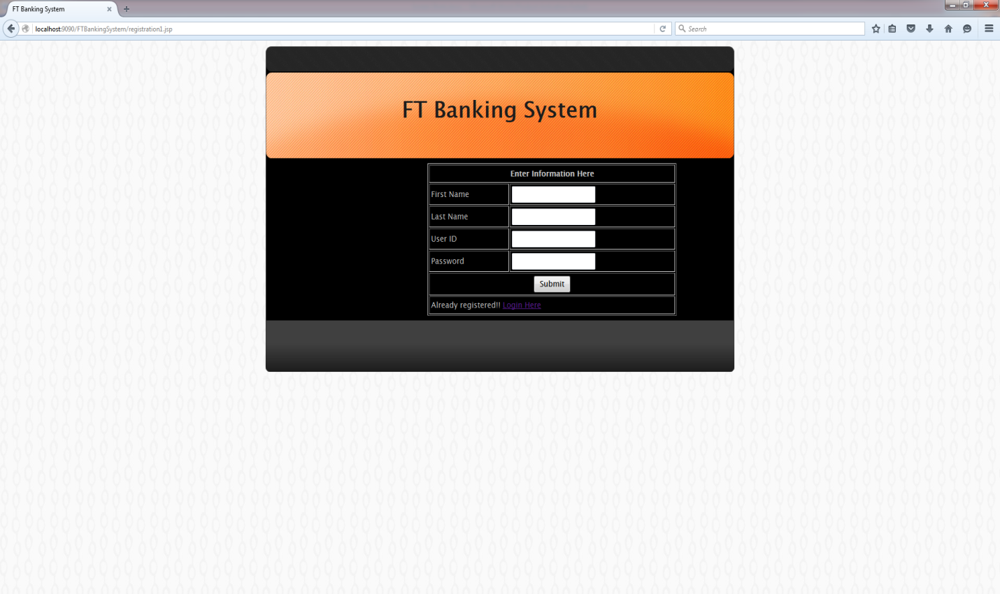 FT Banking System
localhost:9090/FTBankingSystem/registration1.jsp
Search
FT Banking System
Enter Information Here
First Name
Last Name
User ID
Password
Submit
Already registered!! Login Here